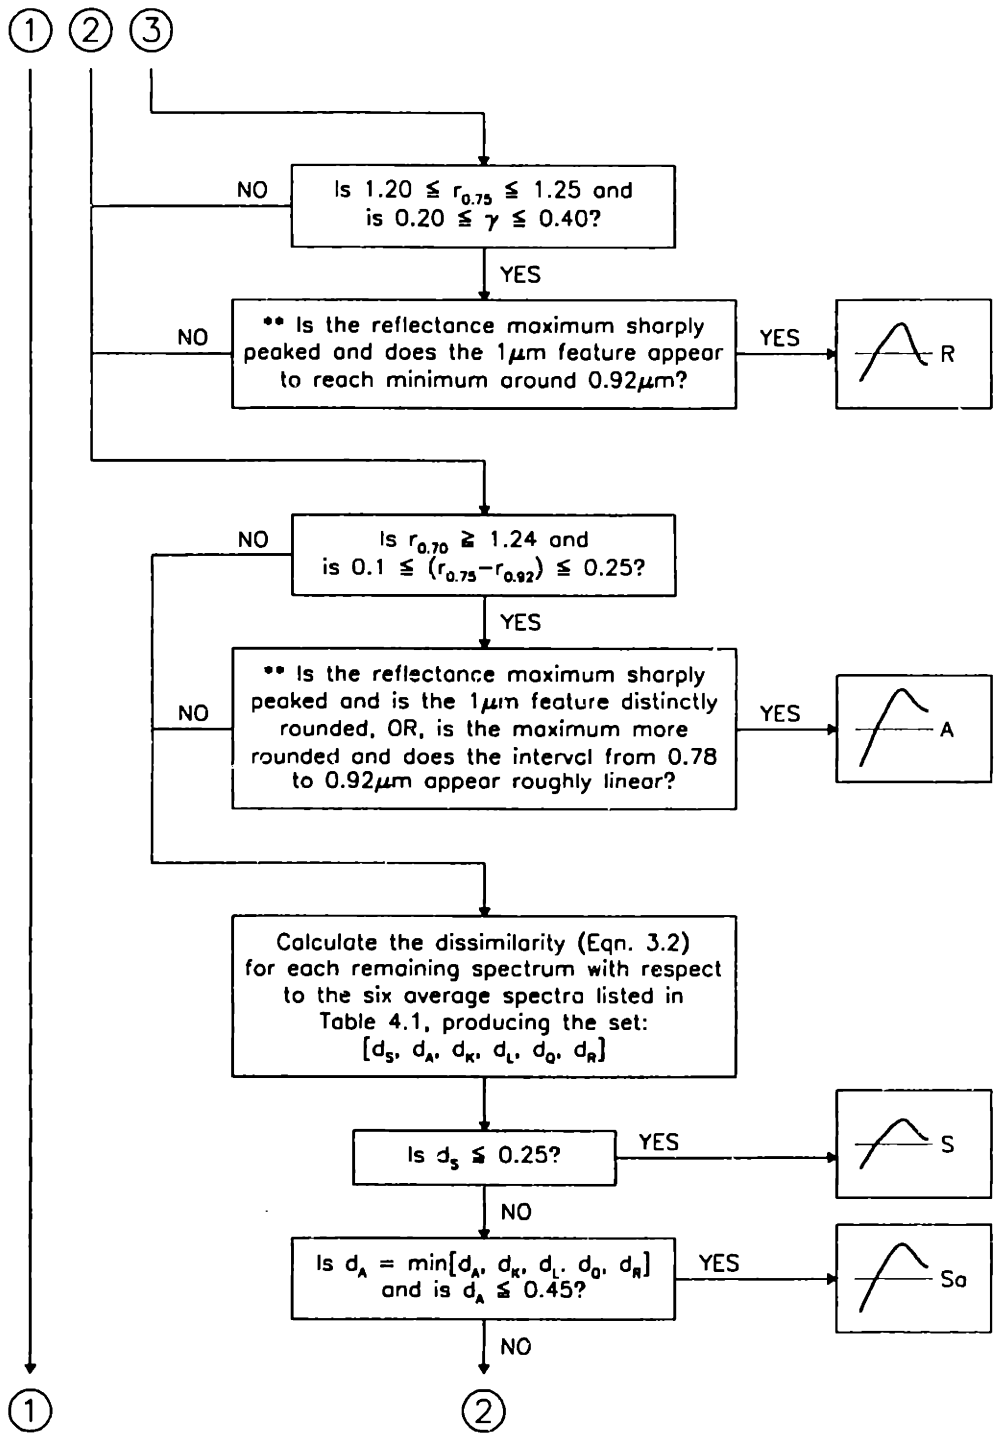 1 2 3
Is 1.20 ≦ r0.75 ≦ 1.25 and
is 0.20 ≦ γ ≦ 0.40?
NO
YES
** Is the reflectance maximum sharply
peaked and does the 1μm feature appear
to reach minimum around 0.92μm?
NO
YES
R
Is r0.70 ≧ 1.24 and
is 0.1 ≦ (r0.75–r0.92) ≦ 0.25?
NO
YES
** Is the reflectance maximum sharply
peaked and is the 1μm feature distinctly
rounded, OR, is the maximum more
rounded and does the interval from 0.78
to 0.92μm appear roughly linear?
NO
YES
A
Calculate the dissimilarity (Eqn. 3.2)
for each remaining spectrum with respect
to the six average spectra listed in
Table 4.1, producing the set:
[dS, dA, dK, dL, dQ, dR]
Is dS ≦ 0.25?
YES
S
NO
Is dA = min[dA, dK, dL. dQ, dR]
and is dA ≦ 0.45?
YES
Sa
NO
1 2